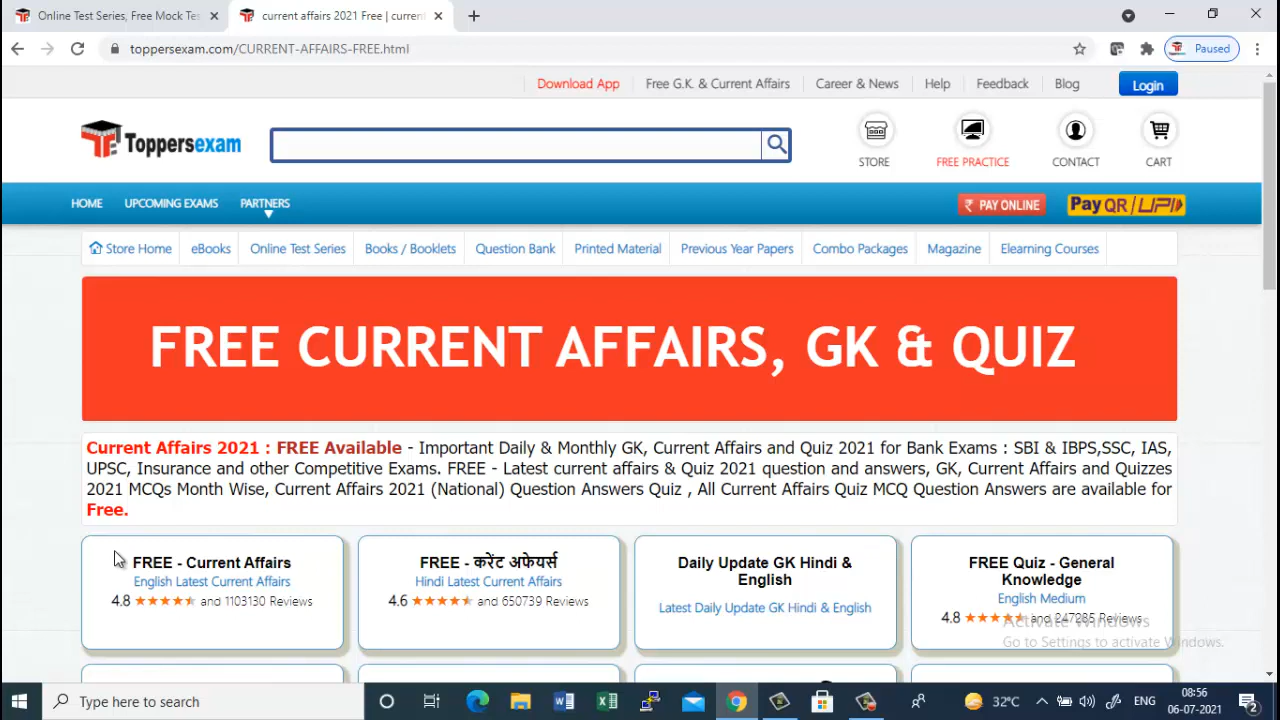 Online Test Series, Free Mock Tes
current affairs 2021 Free | current
toppersexam.com/CURRENT-AFFAIRS-FREE.html
Paused
Download App
Free G.K. & Current Affairs
Career & News
Help
Feedback
Blog
Login
Toppersexam
STORE
FREE PRACTICE
CONTACT
CART
HOME
UPCOMING EXAMS
PARTNERS
₹ PAY ONLINE
Pay QR/UPI
Store Home
eBooks
Online Test Series
Books / Booklets
Question Bank
Printed Material
Previous Year Papers
Combo Packages
Magazine
Elearning Courses
FREE CURRENT AFFAIRS, GK & QUIZ
Current Affairs 2021 : FREE Available - Important Daily & Monthly GK, Current Affairs and Quiz 2021 for Bank Exams : SBI & IBPS,SSC, IAS,
UPSC, Insurance and other Competitive Exams. FREE - Latest current affairs & Quiz 2021 question and answers, GK, Current Affairs and Quizzes
2021 MCQs Month Wise, Current Affairs 2021 (National) Question Answers Quiz , All Current Affairs Quiz MCQ Question Answers are available for
Free.
FREE - Current Affairs
English Latest Current Affairs
4.8 and 1103130 Reviews
FREE - करेंट अफेयर्स
Hindi Latest Current Affairs
4.6 and 650739 Reviews
Daily Update GK Hindi &
English
Latest Daily Update GK Hindi & English
FREE Quiz - General
Knowledge
English Medium
4.8 and 247285 Reviews
Activate Windows
Go to Settings to activate Windows.
Type here to search
32°C
ENG
08:56
06-07-2021
2